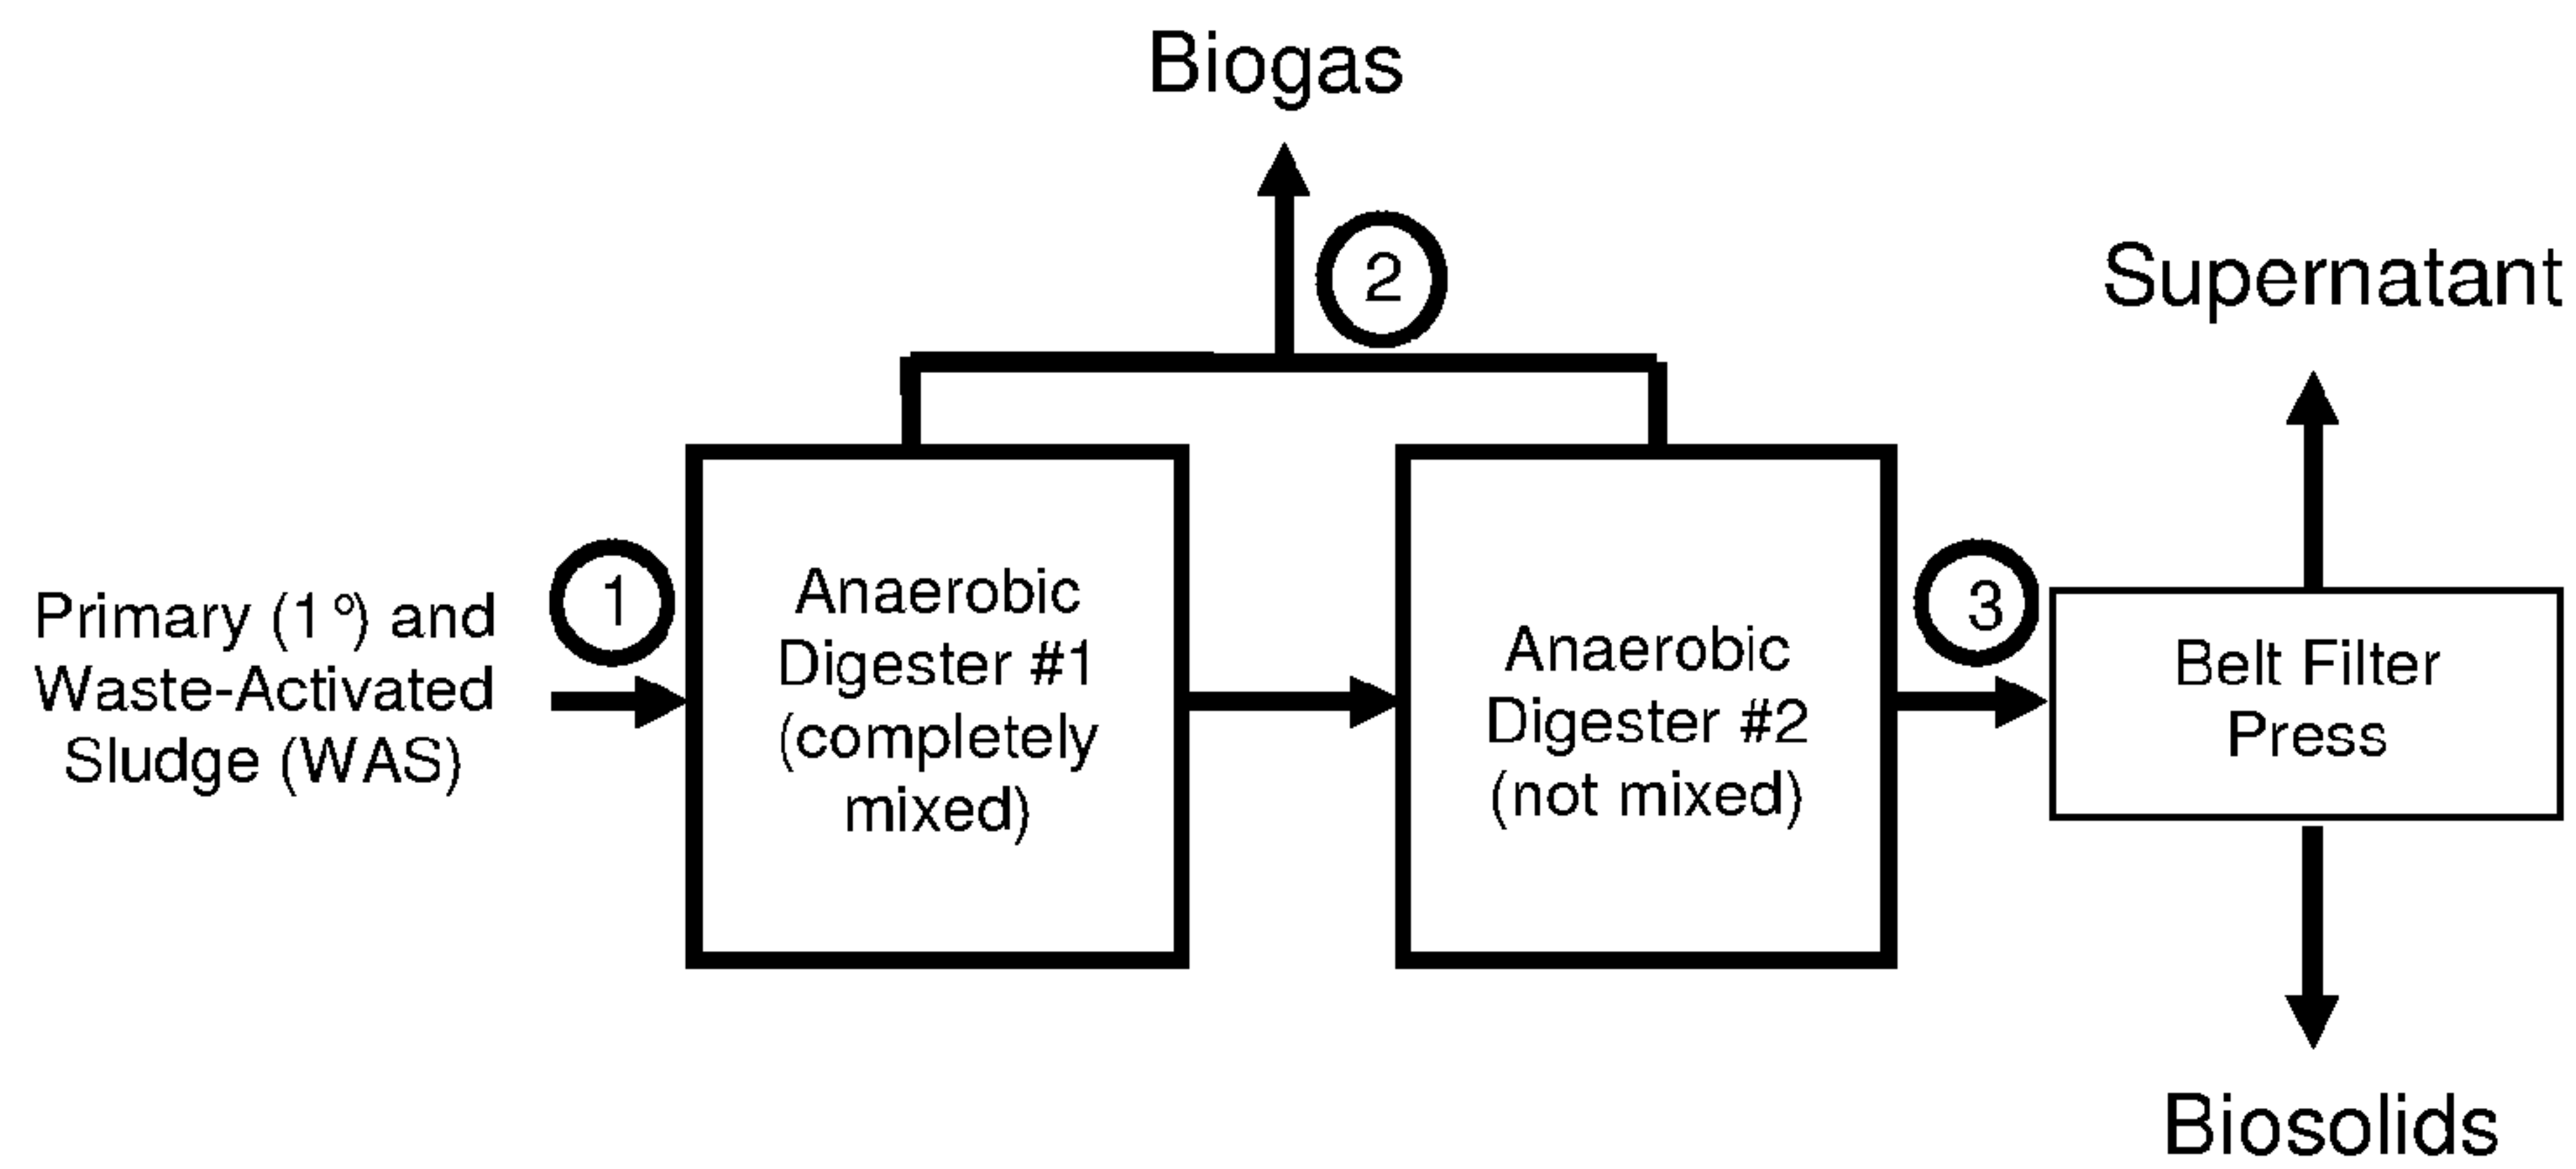 Biogas
2
Supernatant
1
Primary (1°) and
Waste-Activated
Sludge (WAS)
Anaerobic
Digester #1
(completely
mixed)
Anaerobic
Digester #2
(not mixed)
3
Belt Filter
Press
Biosolids